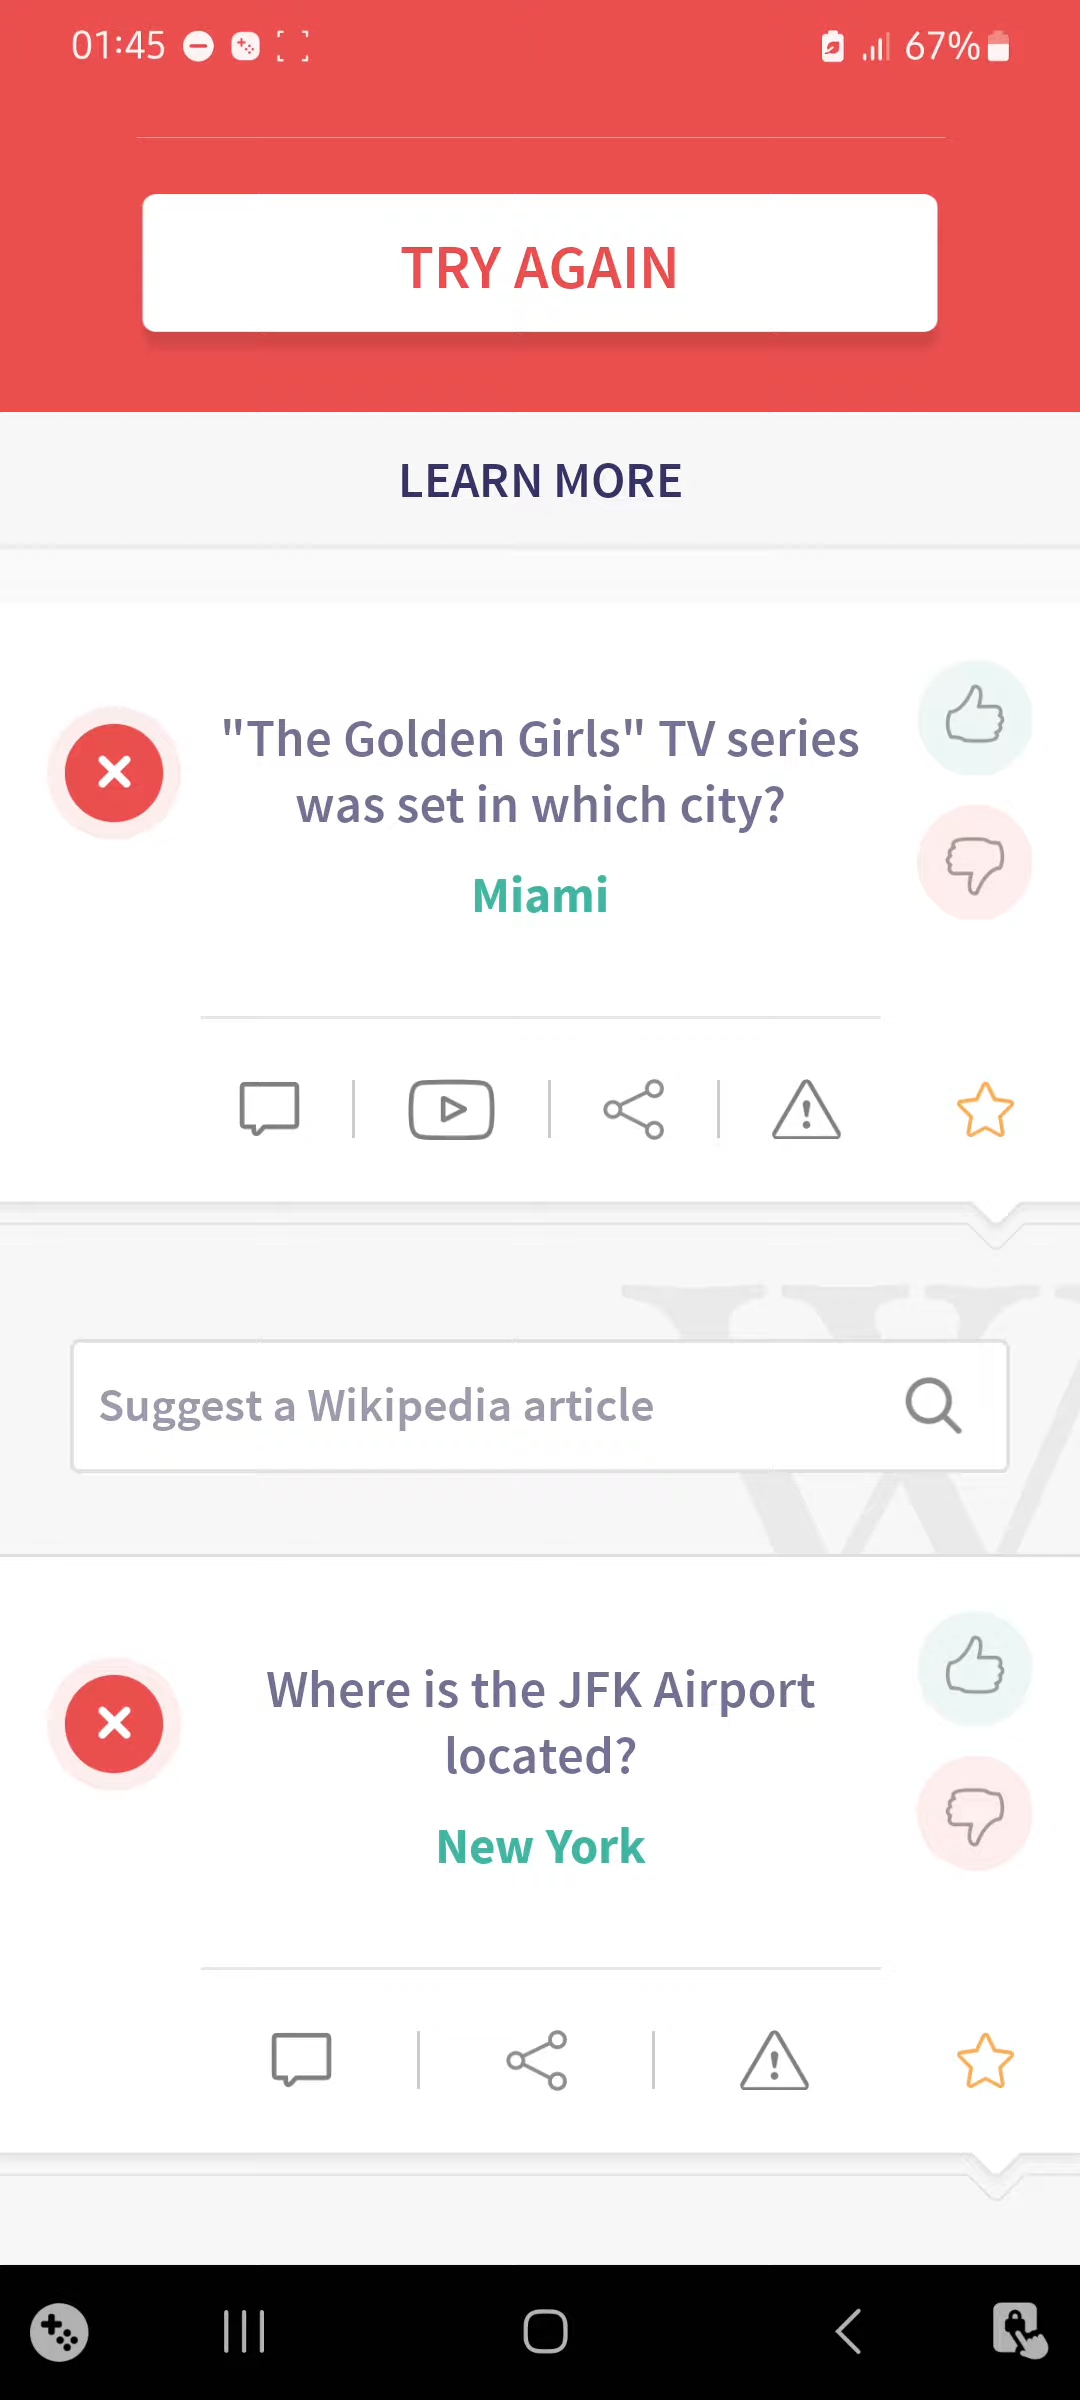 01:45
67%
TRY AGAIN
LEARN MORE
"The Golden Girls" TV series
was set in which city?
Miami
Suggest a Wikipedia article
Where is the JFK Airport
located?
New York